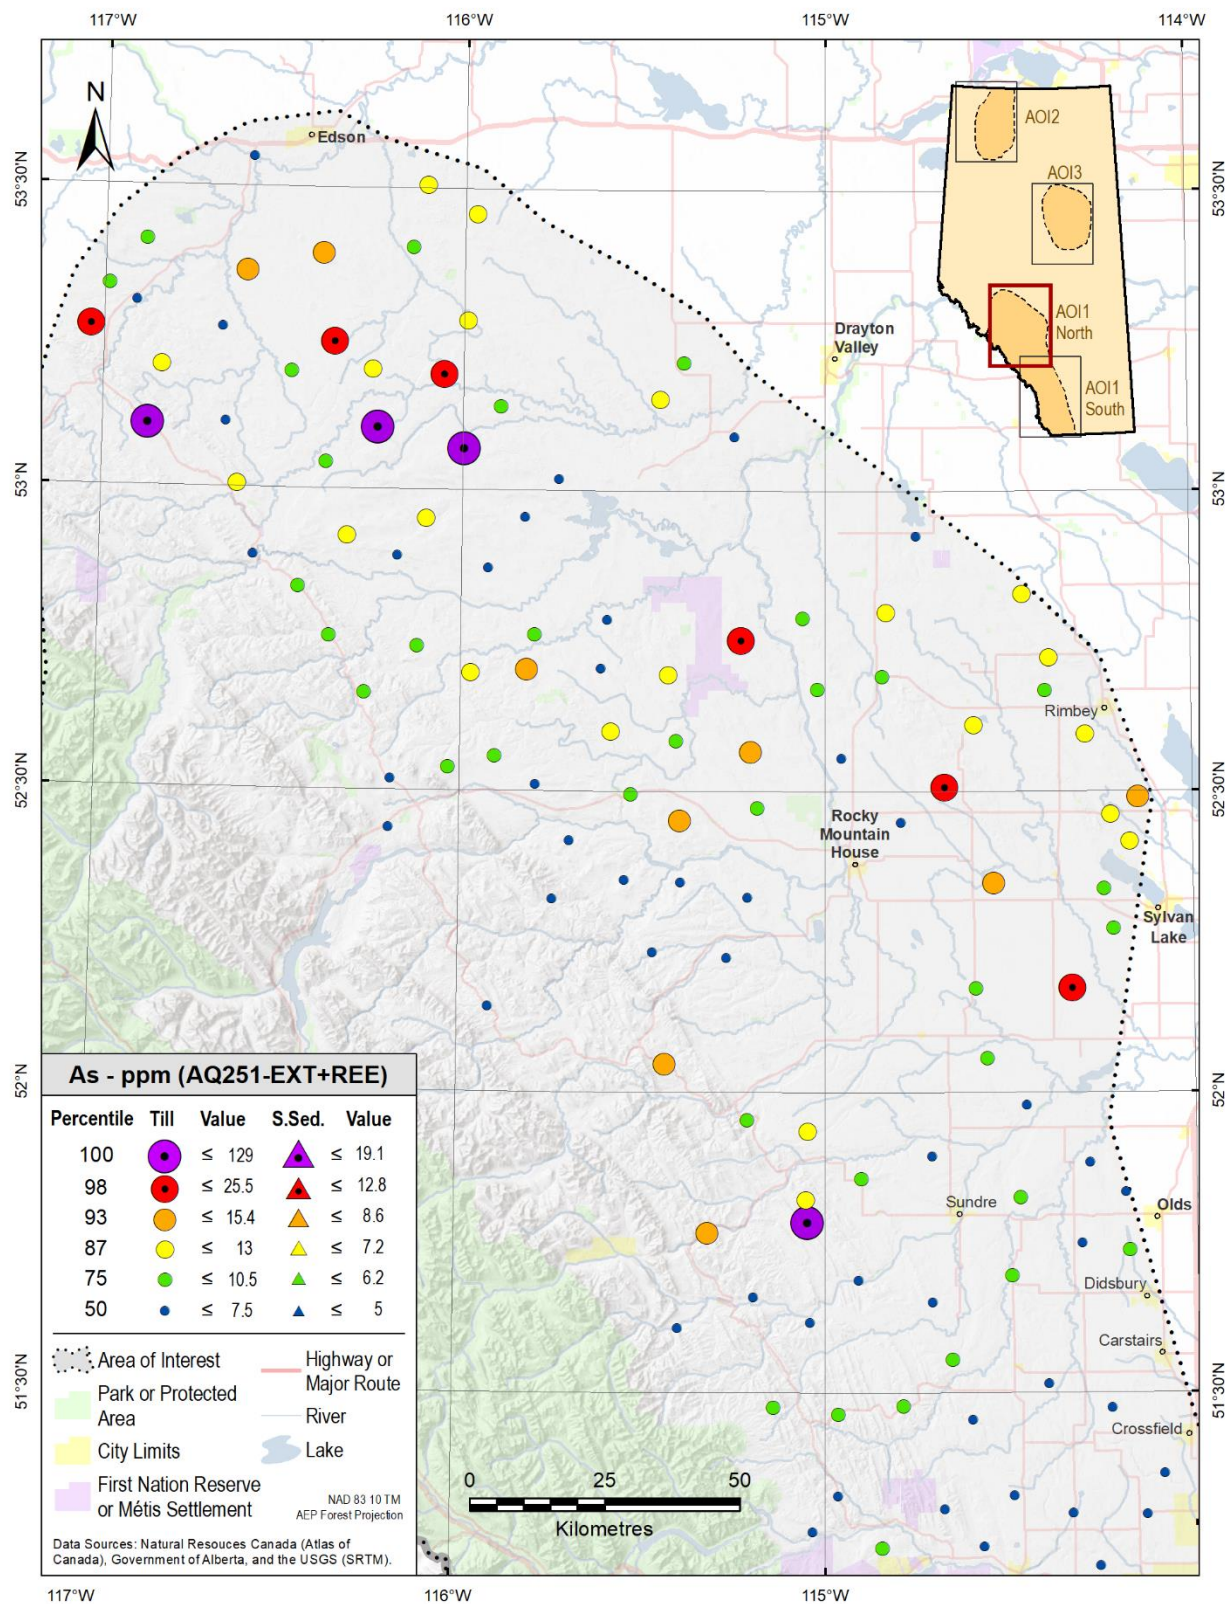 117°W 116°W 115°W 114°W
N
Edson
AOI2
AOI3
AOI1
North
AOI1
South
53°30'N
53°30'N
Drayton
Valley
53°N
53°N
Rimbey
52°30'N
52°30'N
Rocky
Mountain
House
Sylvan
Lake
52°N
52°N
Sundre
Olds
Didsbury
Carstairs
51°30'N
Crossfield
As - ppm (AQ251-EXT+REE)
Percentile Till Value S.Sed. Value
100 ≤ 129 ≤ 19.1
98 ≤ 25.5 ≤ 12.8
93 ≤ 15.4 ≤ 8.6
87 ≤ 13 ≤ 7.2
75 ≤ 10.5 ≤ 6.2
50 ≤ 7.5 ≤ 5
Area of Interest
Highway or
Major Route
Park or Protected
Area
River
City Limits
Lake
First Nation Reserve
or Métis Settlement
NAD 83 10 TM
AEP Forest Projection
Data Sources: Natural Resouces Canada (Atlas of
Canada), Government of Alberta, and the USGS (SRTM).
0 25 50
Kilometres
117°W 116°W 115°W